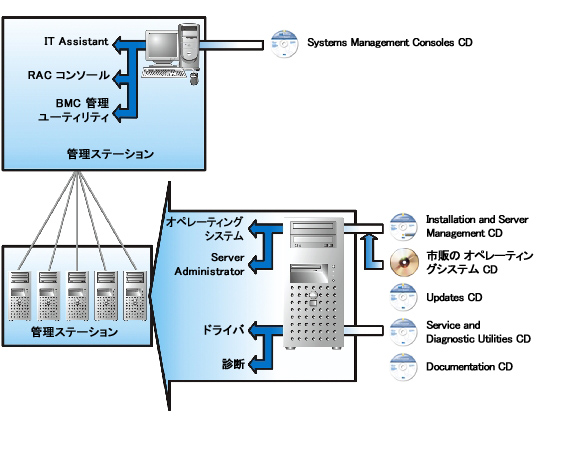 IT Assistant
RAC コンソール
BMC 管理
ユーティリティ
管理ステーション
Systems Management Consoles CD
オペレーティング
システム
Server
Administrator
ドライバ
診断
管理ステーション
Installation and Server
Management CD
市販の オペレーティン
グシステム CD
Updates CD
Service and
Diagnostic Utilities CD
Documentation CD